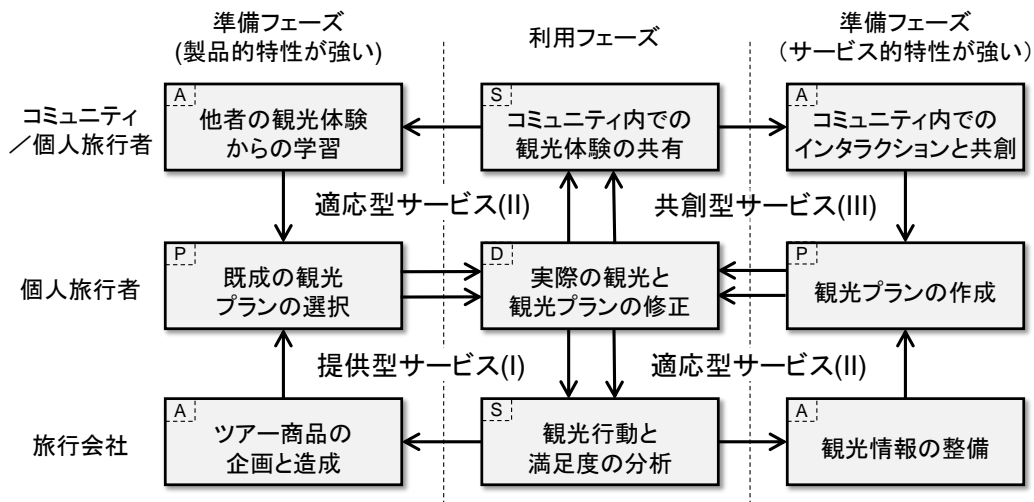 準備フェーズ
(製品的特性が強い)
利用フェーズ
準備フェーズ
(サービス的特性が強い)
コミュニティ
／個人旅行者
A
他者の観光体験
からの学習
S
コミュニティ内での
観光体験の共有
A
コミュニティ内での
インタラクションと共創
適応型サービス(II)
共創型サービス(III)
個人旅行者
P
既成の観光
プランの選択
D
実際の観光と
観光プランの修正
P
観光プランの作成
提供型サービス(I)
適応型サービス(II)
旅行会社
A
ツアー商品の
企画と造成
S
観光行動と
満足度の分析
A
観光情報の整備